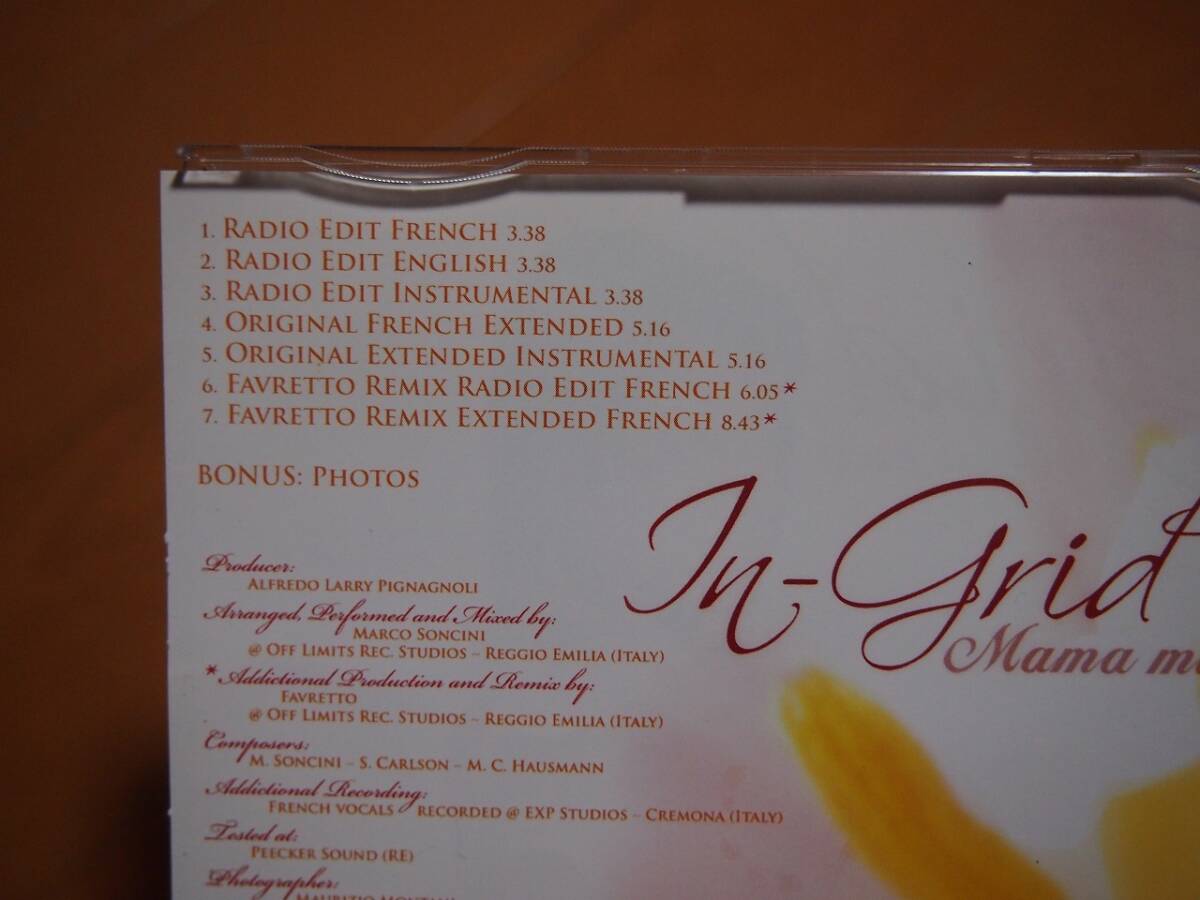 1. Radio Edit French 3.38
2. Radio Edit English 3.38
3. Radio Edit Instrumental 3.38
4. Original French Extended 5.16
5. Original Extended Instrumental 5.16
6. Favretto Remix Radio Edit French 6.05*
7. Favretto Remix Extended French 8.43*
BONUS: Photos
In-Grid
Mama
Producer:
Alfredo Larry Pignagnoli
Arranged, Performed and Mixed by:
Marco Soncini
@ Off Limits Rec. Studios ~ Reggio Emilia (Italy)
* Addictional Production and Remix by:
Favretto
@ Off Limits Rec. Studios ~ Reggio Emilia (Italy)
Composers:
M. Soncini ~ S. Carlson ~ M. C. Hausmann
Addictional Recording:
French vocals recorded @ EXP Studios ~ Cremona (Italy)
Tested at:
Peecker Sound (RE)
Photographer:
Maurizio